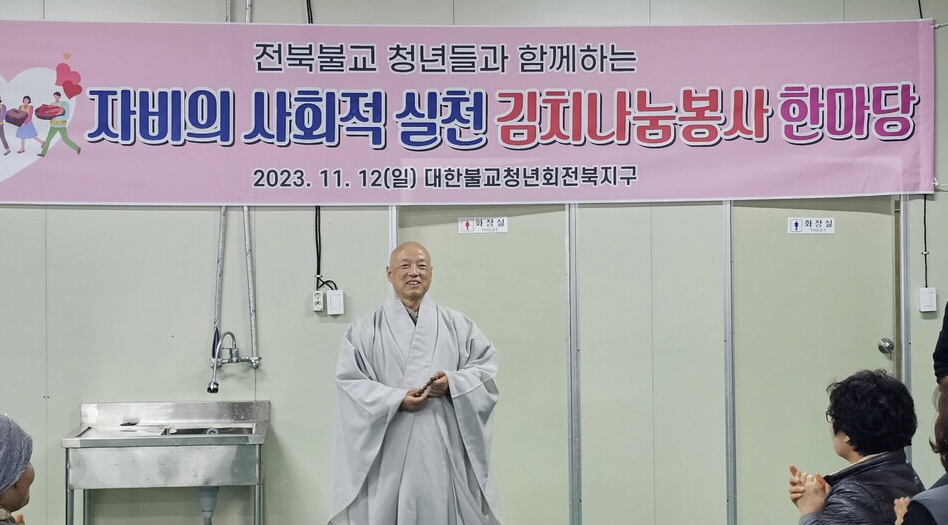 전북불교 청년들과 함께하는
자비의 사회적 실천 김치나눔봉사 한마당
2023. 11. 12(일) 대한불교청년회전북지구
화장실
화장실